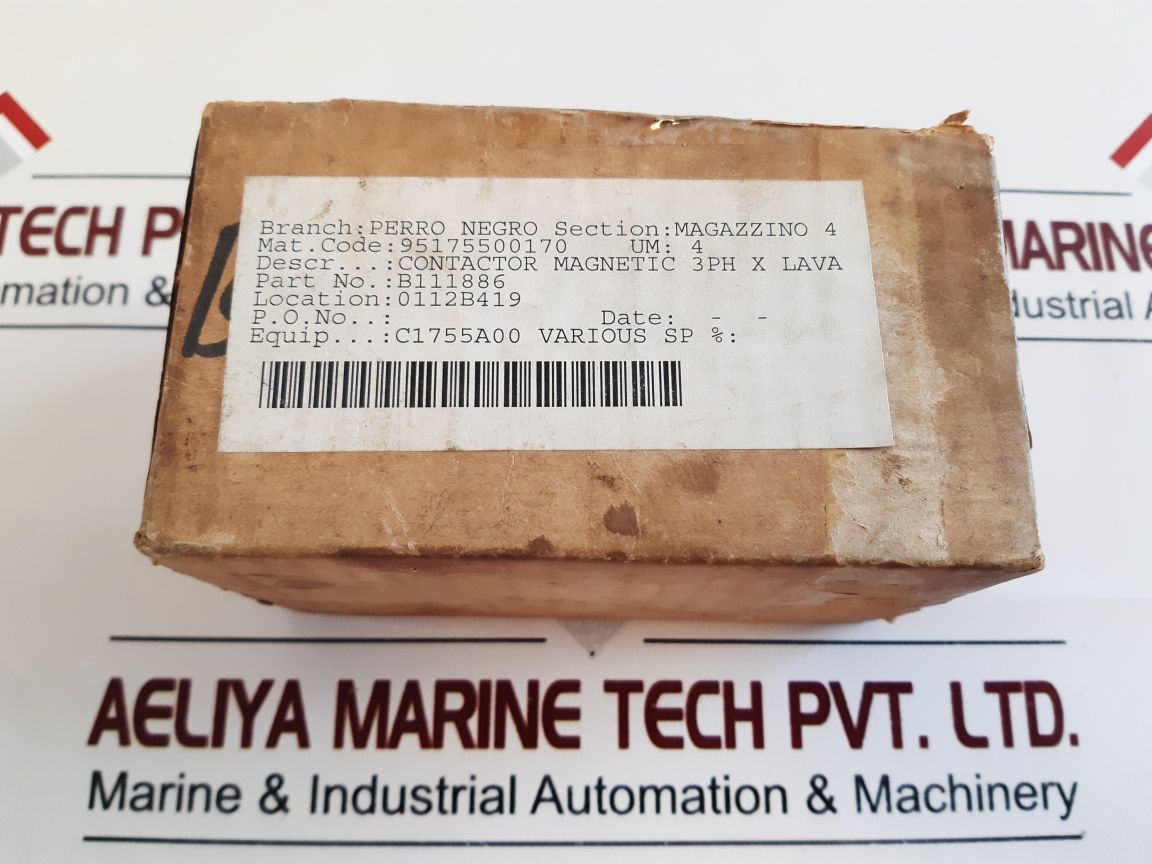 TECH P
ARINE
mation &
dustrial A
Branch:PERRO NEGRO Section:MAGAZZINO 4
Mat.Code:95175500170 UM: 4
Descr...:CONTACTOR MAGNETIC 3PH X LAVA
Part No.:B111886
Location:0112B419
P.O.No..: Date: - -
Equip...:C1755A00 VARIOUS SP %:
AELIYA MARINE TECH PVT. LTD.
Marine & Industrial Automation & Machinery